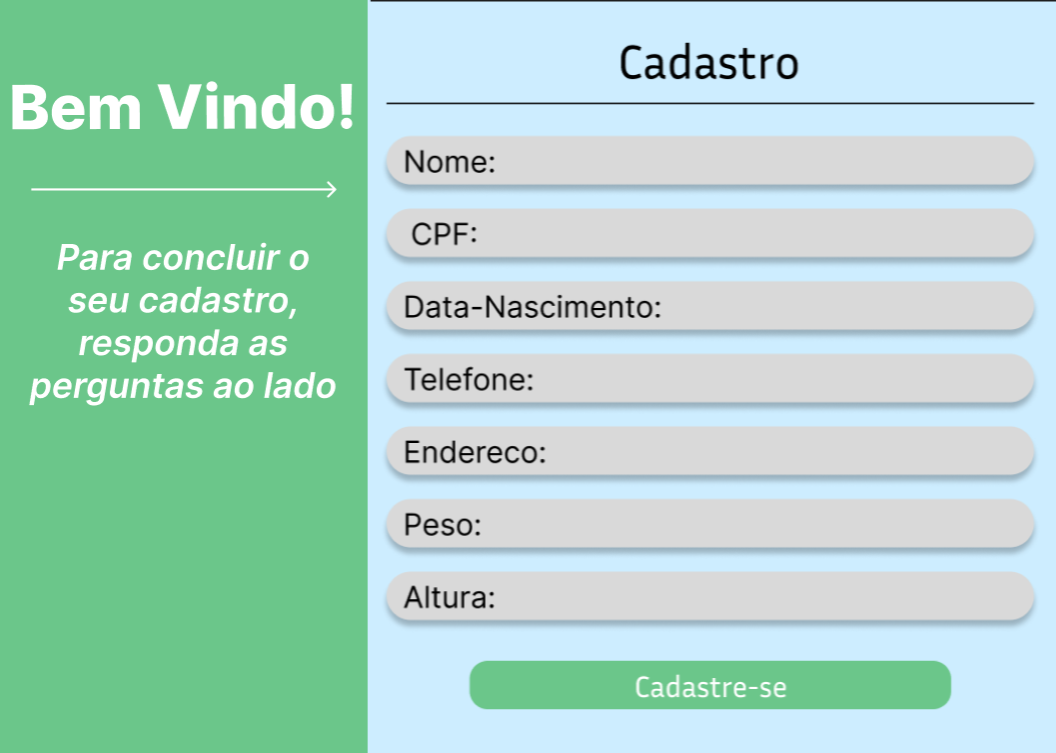 Bem Vindo!
Para concluir o
seu cadastro,
responda as
perguntas ao lado
Cadastro
Nome:
CPF:
Data-Nascimento:
Telefone:
Endereco:
Peso:
Altura:
Cadastre-se